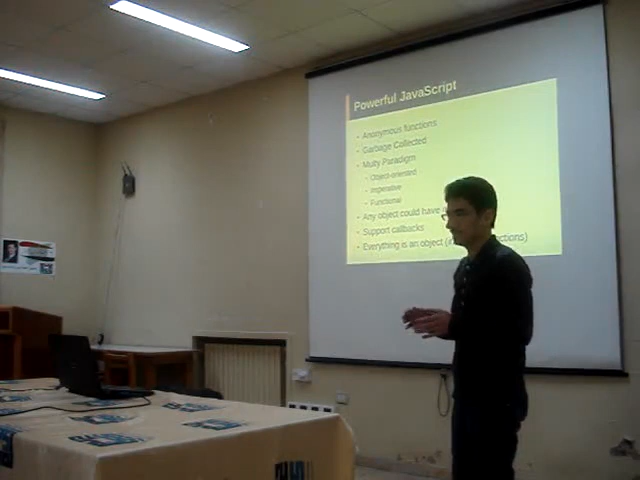 Powerful JavaScript
Anonymous functions
Garbage Collected
Multy Paradigm
Object-oriented
Imperative
Functional
Any object could have
Support callbacks
Everything is an object ( ctions)